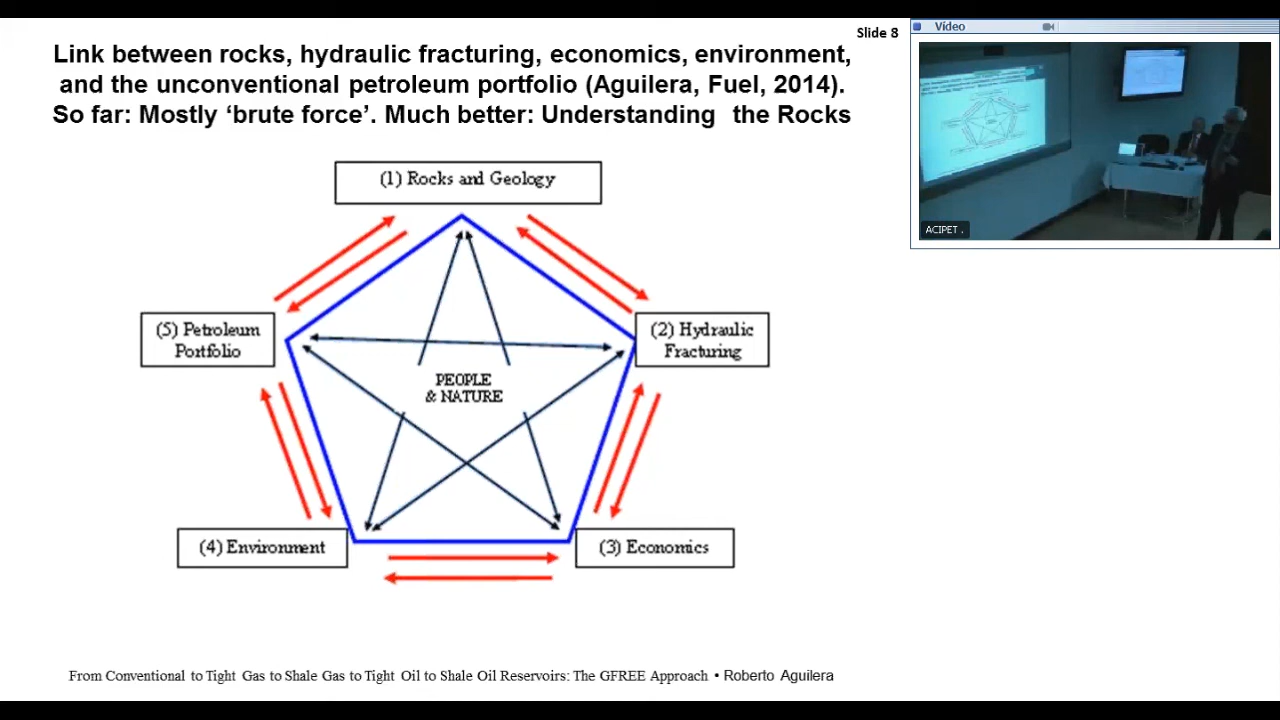 Slide 8
Vídeo
Link between rocks, hydraulic fracturing, economics, environment,
and the unconventional petroleum portfolio (Aguilera, Fuel, 2014).
So far: Mostly ‘brute force’. Much better: Understanding the Rocks
(1) Rocks and Geology
(5) Petroleum
Portfolio
(2) Hydraulic
Fracturing
PEOPLE
& NATURE
(4) Environment
(3) Economics
ACIPET .
From Conventional to Tight Gas to Shale Gas to Tight Oil to Shale Oil Reservoirs: The GFREE Approach • Roberto Aguilera